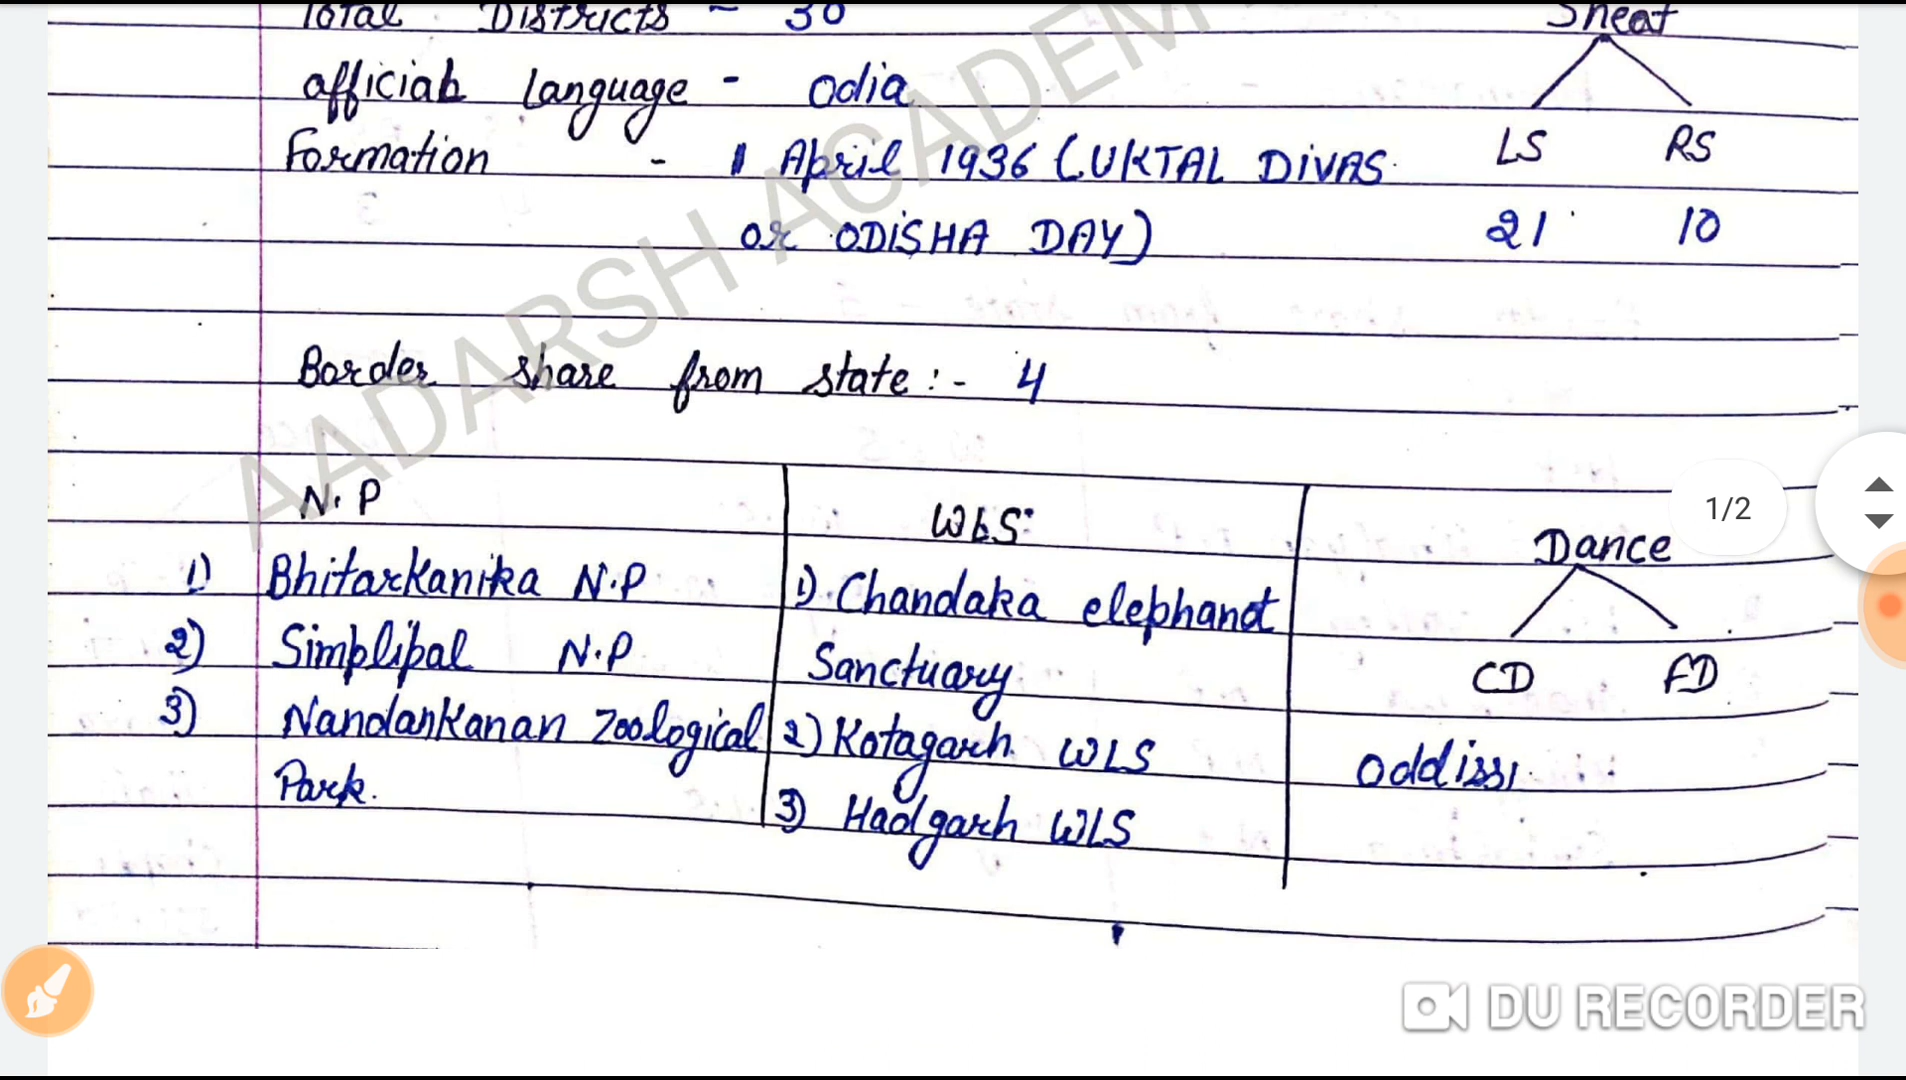 Total Districts - 30
Sheat
officiab Language - odia
LS RS
Formation - 1 April 1936 (UKTAL DiVAS
21 10
or ODiSHA DAY)
Border share from state :- 4
N.P
WLS:
Dance
1) Bhitarkanika N.P
1) Chandaka elephant
2) Simplipal N.P
Sanctuary
CD FD
3) Nandankanan Zoological
2) Kotagarh WLS
oddissi
Park.
3) Hadgarh WLS
AADARSH ACADEM
1/2
DU RECORDER